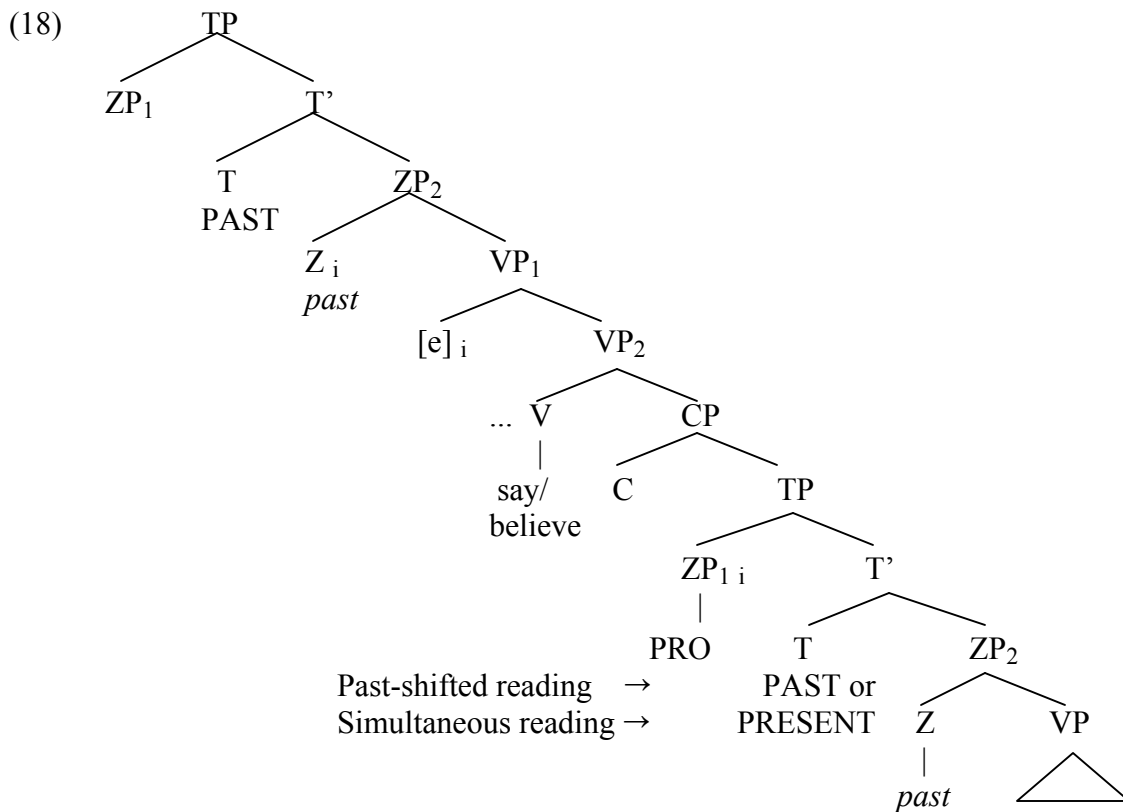 (18) TP
ZP1 T’
T ZP2
PAST
Z i VP1
past
[e] i VP2
... V CP
say/ C TP
believe
ZP1 i T’
PRO T ZP2
Past-shifted reading → PAST or
Simultaneous reading → PRESENT Z VP
past